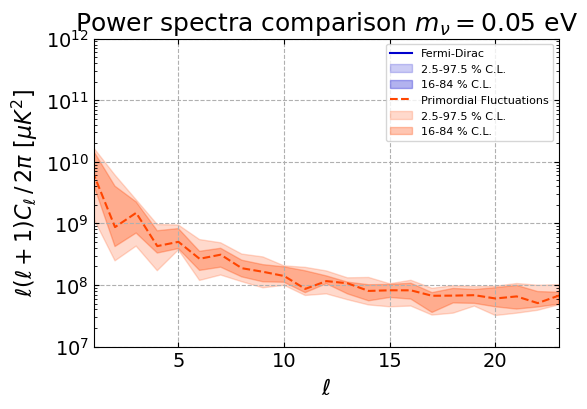 Power spectra comparison $m_\nu = 0.05$ eV
$\ell(\ell+1)C_\ell / 2\pi$ [$\mu K^2$]
10^12
10^11
10^10
10^9
10^8
10^7
Fermi-Dirac
2.5-97.5 % C.L.
16-84 % C.L.
Primordial Fluctuations
2.5-97.5 % C.L.
16-84 % C.L.
5 10 15 20
ℓ